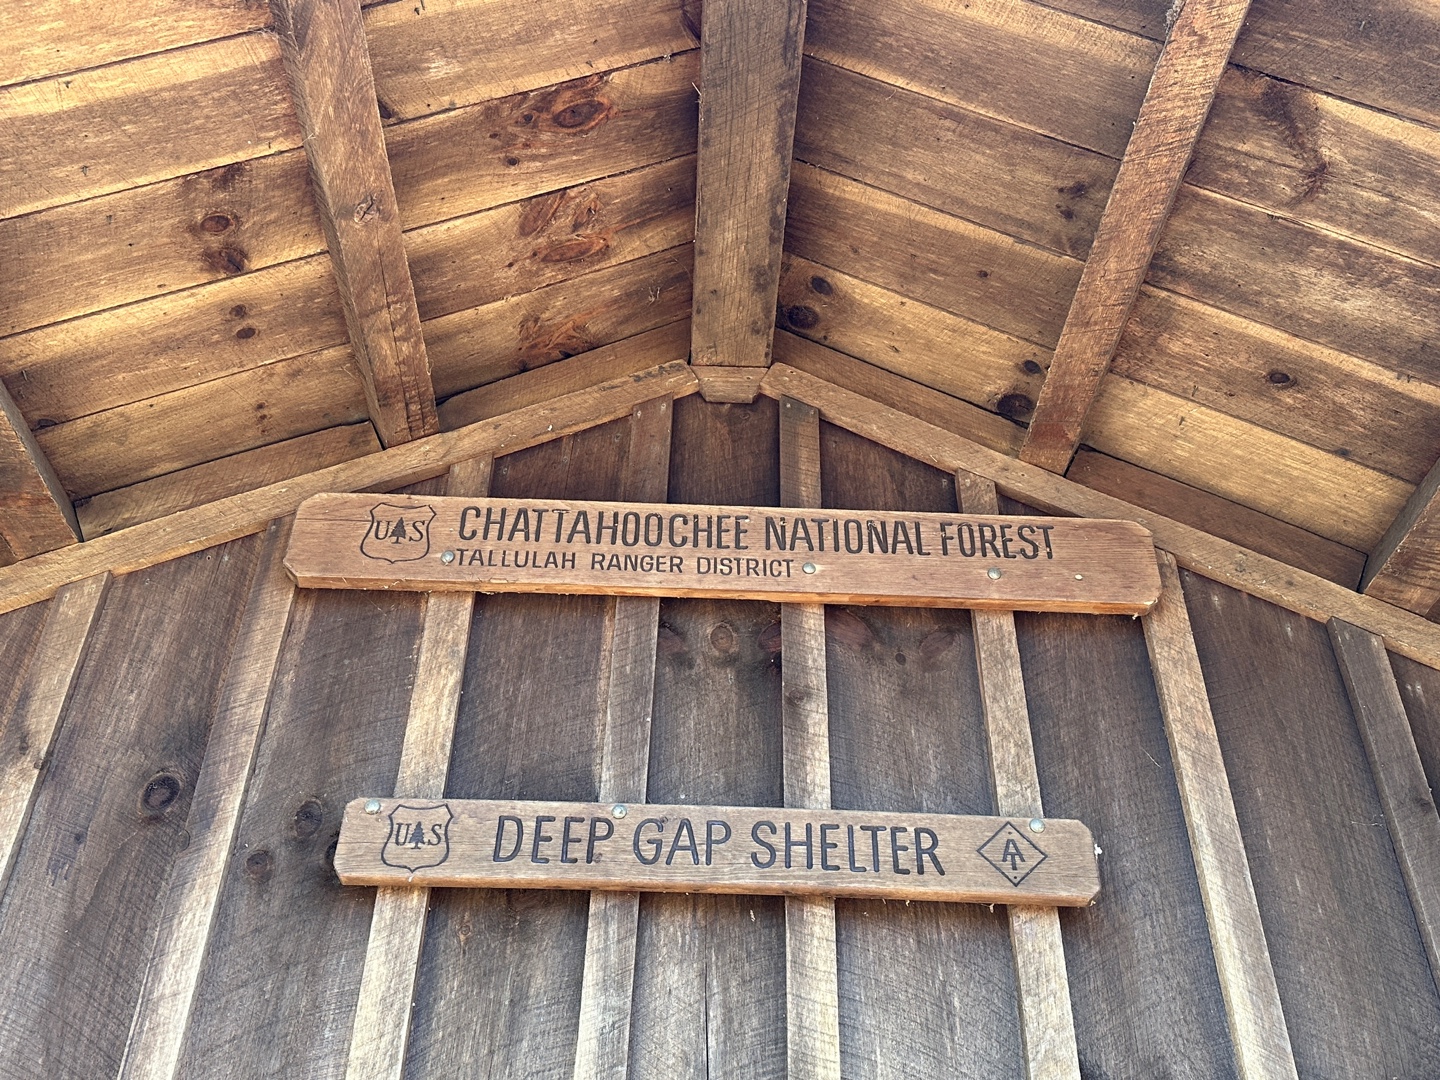 US CHATTAHOOCHEE NATIONAL FOREST
TALLULAH RANGER DISTRICT
US DEEP GAP SHELTER AT